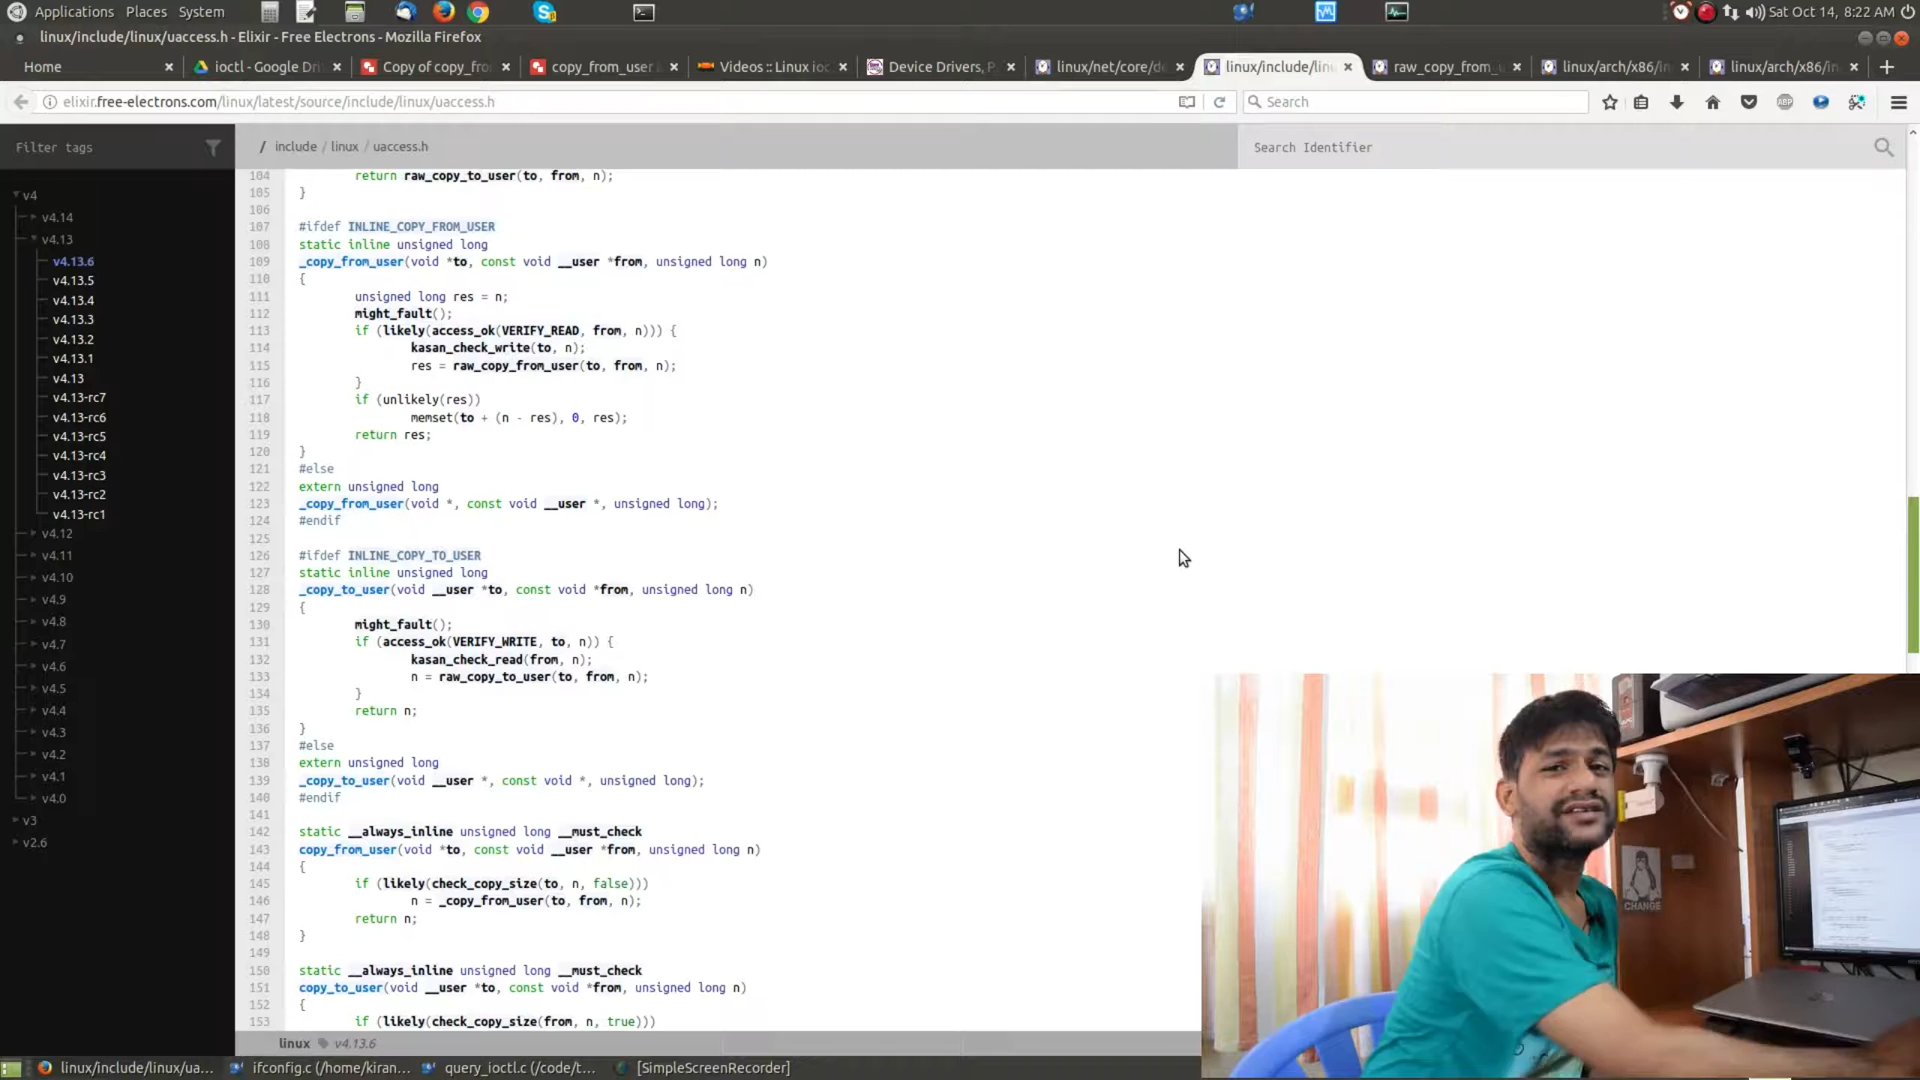 Applications Places System Sat Oct 14, 8:22 AM
linux/include/linux/uaccess.h - Elixir - Free Electrons - Mozilla Firefox
Home ioctl - Google Dri Copy of copy_fro copy_from_user Videos :: Linux ioc Device Drivers, P linux/net/core/de linux/include/lin raw_copy_from_ linux/arch/x86/in linux/arch/x86/in
elixir.free-electrons.com/linux/latest/source/include/linux/uaccess.h Search
Filter tags / include / linux / uaccess.h Search Identifier
v4
v4.14
v4.13
v4.13.6
v4.13.5
v4.13.4
v4.13.3
v4.13.2
v4.13.1
v4.13
v4.13-rc7
v4.13-rc6
v4.13-rc5
v4.13-rc4
v4.13-rc3
v4.13-rc2
v4.13-rc1
v4.12
v4.11
v4.10
v4.9
v4.8
v4.7
v4.6
v4.5
v4.4
v4.3
v4.2
v4.1
v4.0
v3
v2.6
104 return raw_copy_to_user(to, from, n);
105 }
106
107 #ifdef INLINE_COPY_FROM_USER
108 static inline unsigned long
109 _copy_from_user(void *to, const void __user *from, unsigned long n)
110 {
111 unsigned long res = n;
112 might_fault();
113 if (likely(access_ok(VERIFY_READ, from, n))) {
114 kasan_check_write(to, n);
115 res = raw_copy_from_user(to, from, n);
116 }
117 if (unlikely(res))
118 memset(to + (n - res), 0, res);
119 return res;
120 }
121 #else
122 extern unsigned long
123 _copy_from_user(void *, const void __user *, unsigned long);
124 #endif
125
126 #ifdef INLINE_COPY_TO_USER
127 static inline unsigned long
128 _copy_to_user(void __user *to, const void *from, unsigned long n)
129 {
130 might_fault();
131 if (access_ok(VERIFY_WRITE, to, n)) {
132 kasan_check_read(from, n);
133 n = raw_copy_to_user(to, from, n);
134 }
135 return n;
136 }
137 #else
138 extern unsigned long
139 _copy_to_user(void __user *, const void *, unsigned long);
140 #endif
141
142 static __always_inline unsigned long __must_check
143 copy_from_user(void *to, const void __user *from, unsigned long n)
144 {
145 if (likely(check_copy_size(to, n, false)))
146 n = _copy_from_user(to, from, n);
147 return n;
148 }
149
150 static __always_inline unsigned long __must_check
151 copy_to_user(void __user *to, const void *from, unsigned long n)
152 {
153 if (likely(check_copy_size(from, n, true)))
linux v4.13.6
CHANGE
linux/include/linux/ua... ifconfig.c (/home/kiran... query_ioctl.c (/code/t... [SimpleScreenRecorder]